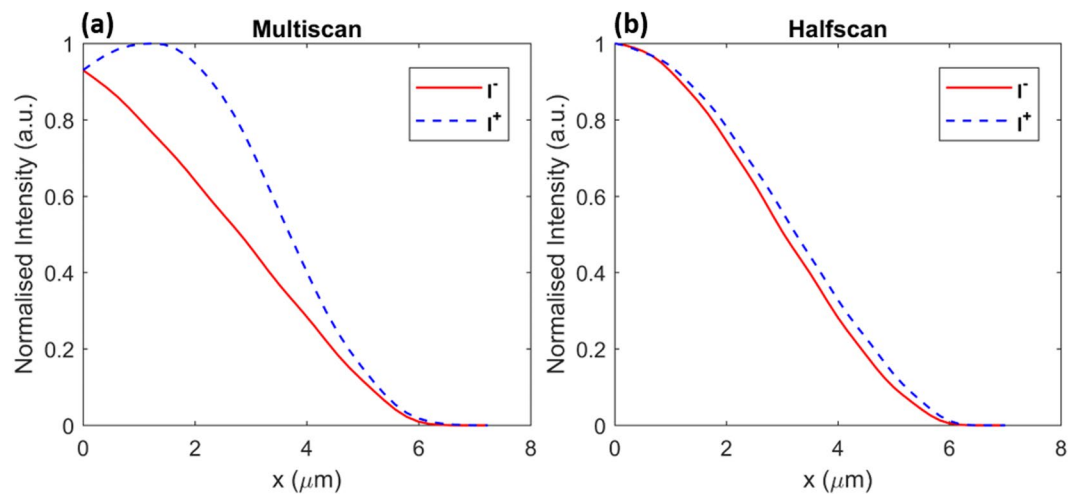 (a)
Multiscan
Normalised Intensity (a.u.)
1
0.8
0.6
0.4
0.2
0
0 2 4 6 8
x (μm)
I⁻
I⁺
(b)
Halfscan
Normalised Intensity (a.u.)
1
0.8
0.6
0.4
0.2
0
0 2 4 6 8
x (μm)
I⁻
I⁺